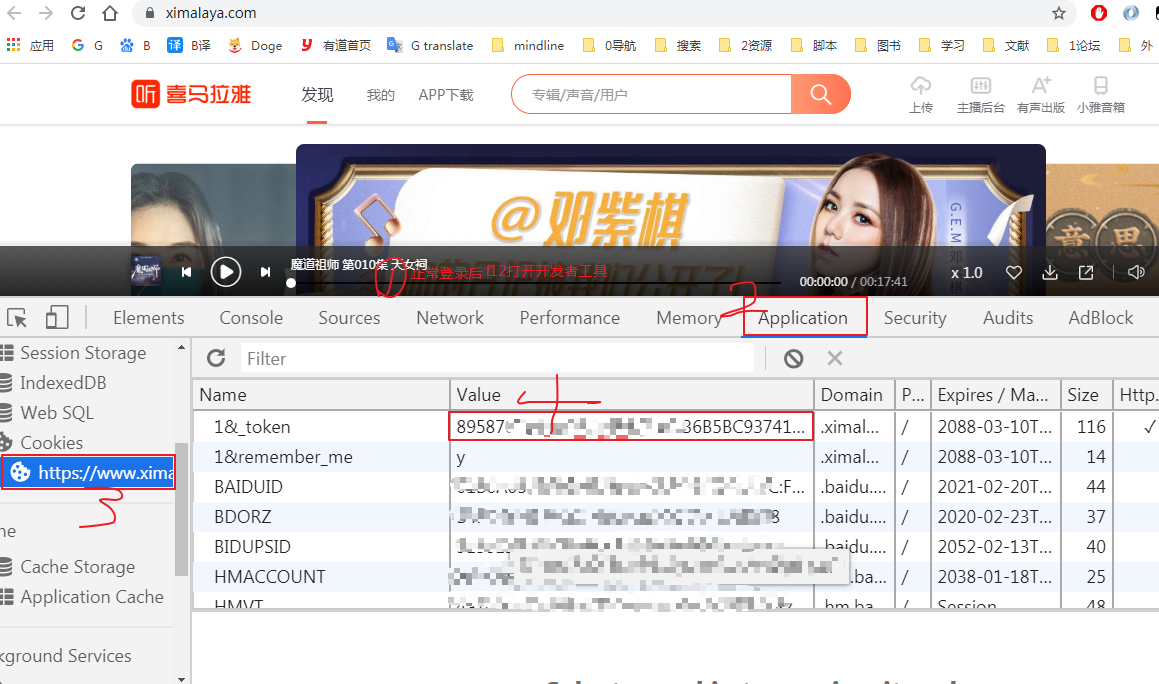 ximalaya.com
应用 G B B译 Doge 有道首页 G translate mindline 0导航 搜索 2资源 脚本 图书 学习 文献 1论坛 外
听 喜马拉雅 发现 我的 APP下载 专辑/声音/用户 上传 主播后台 有声出版 小雅音箱
@邓紫棋
G.E.M 邓紫棋
意思
魔道祖师 第010集 天女祠
1 正常登录后f12打开开发者工具
00:00:00 / 00:17:41 x 1.0
2
Elements Console Sources Network Performance Memory Application Security Audits AdBlock
Session Storage
IndexedDB
Web SQL
Cookies
https://www.xima
3
me
Cache Storage
Application Cache
kground Services
Filter
Name Value Domain P... Expires / Ma... Size Http.
4
1&_token 89587 36B5BC93741... .ximal... / 2088-03-10T... 116 ✓
1&remember_me y .ximal... / 2088-03-10T... 14
BAIDUID C:F... .baidu.... / 2021-02-20T... 44
BDORZ .baidu.... / 2020-02-23T... 37
BIDUPSID .baidu.... / 2052-02-13T... 40
HMACCOUNT .ba... / 2038-01-18T... 25
HMVT .hm.ba... / Session 48